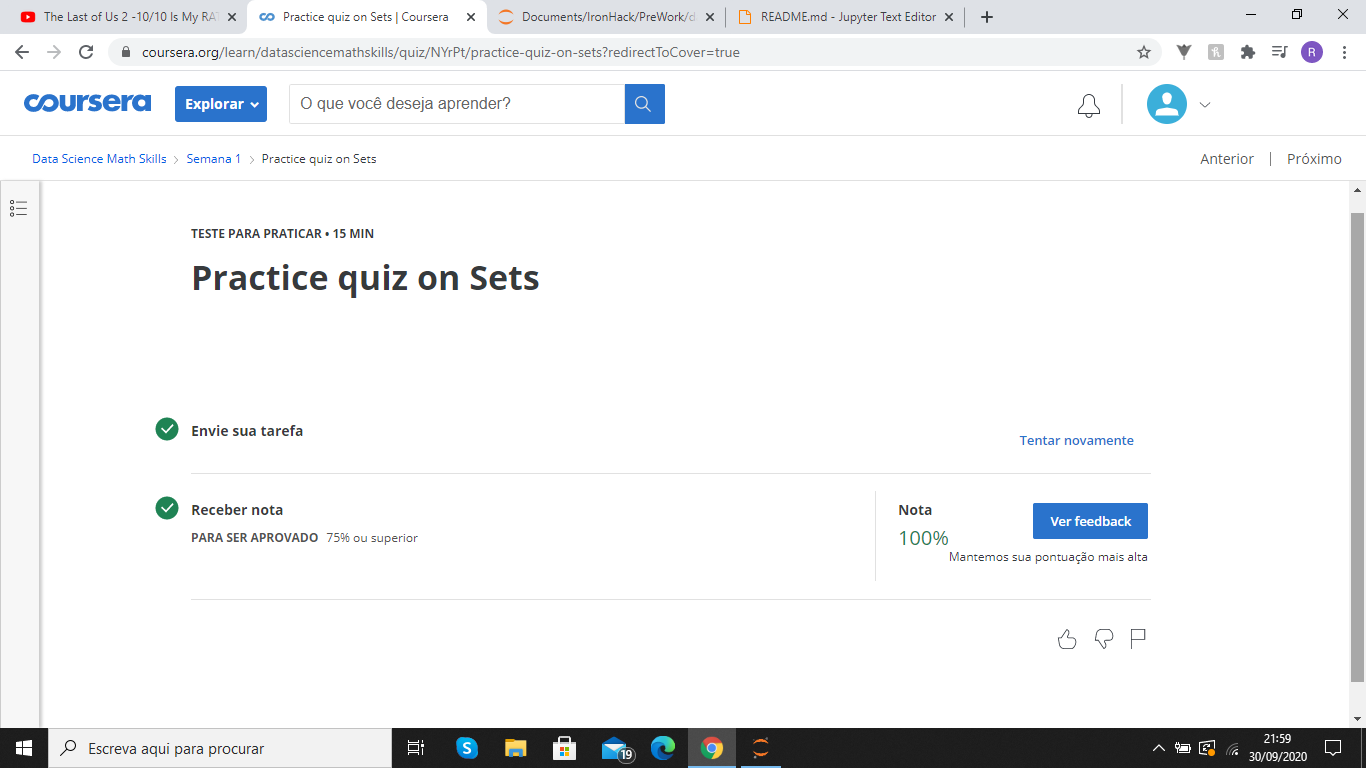 The Last of Us 2 -10/10 Is My RA
Practice quiz on Sets | Coursera
Documents/IronHack/PreWork/d
README.md - Jupyter Text Editor
coursera.org/learn/datasciencemathskills/quiz/NYrPt/practice-quiz-on-sets?redirectToCover=true
R
coursera
Explorar
O que você deseja aprender?
Data Science Math Skills
Semana 1
Practice quiz on Sets
Anterior | Próximo
TESTE PARA PRATICAR • 15 MIN
Practice quiz on Sets
Envie sua tarefa
Tentar novamente
Receber nota
PARA SER APROVADO 75% ou superior
Nota
100%
Ver feedback
Mantemos sua pontuação mais alta
Escreva aqui para procurar
19
21:59
30/09/2020